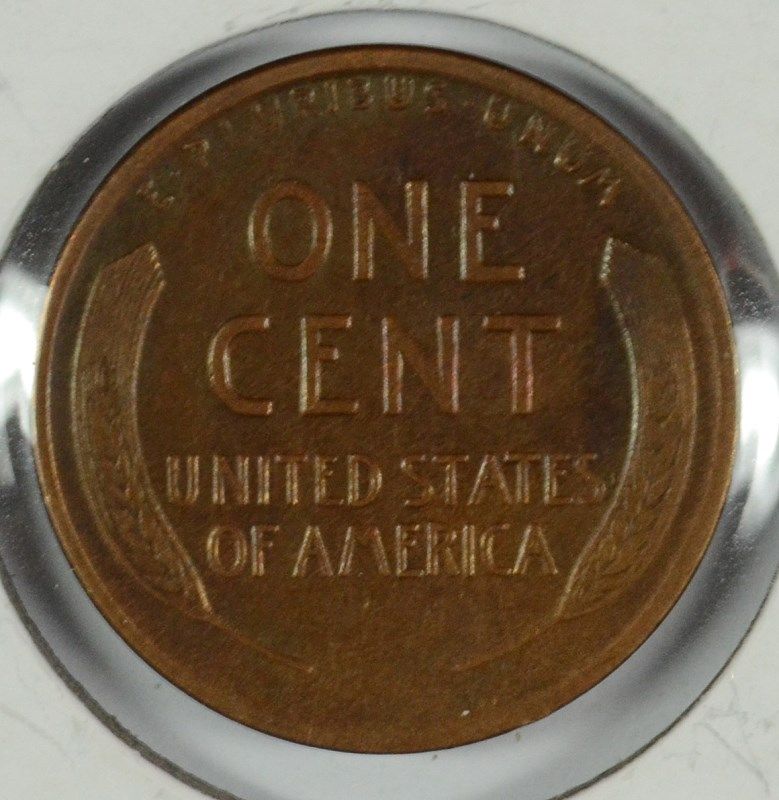 E·PLURIBUS·UNUM
ONE
CENT
UNITED STATES
OF AMERICA